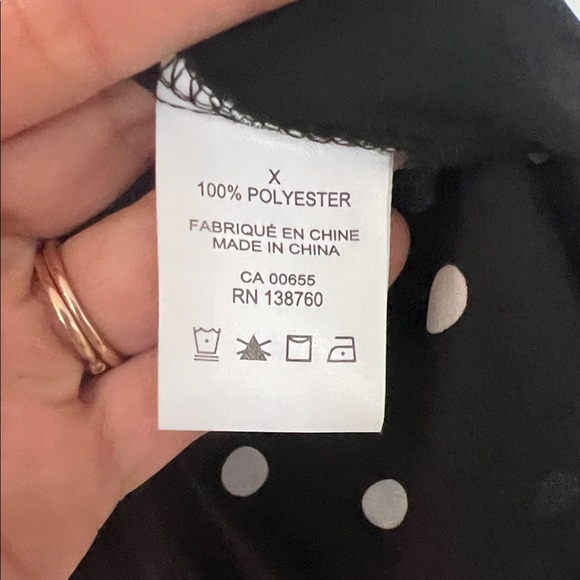 X
100% POLYESTER
FABRIQUÉ EN CHINE
MADE IN CHINA
CA 00655
RN 138760